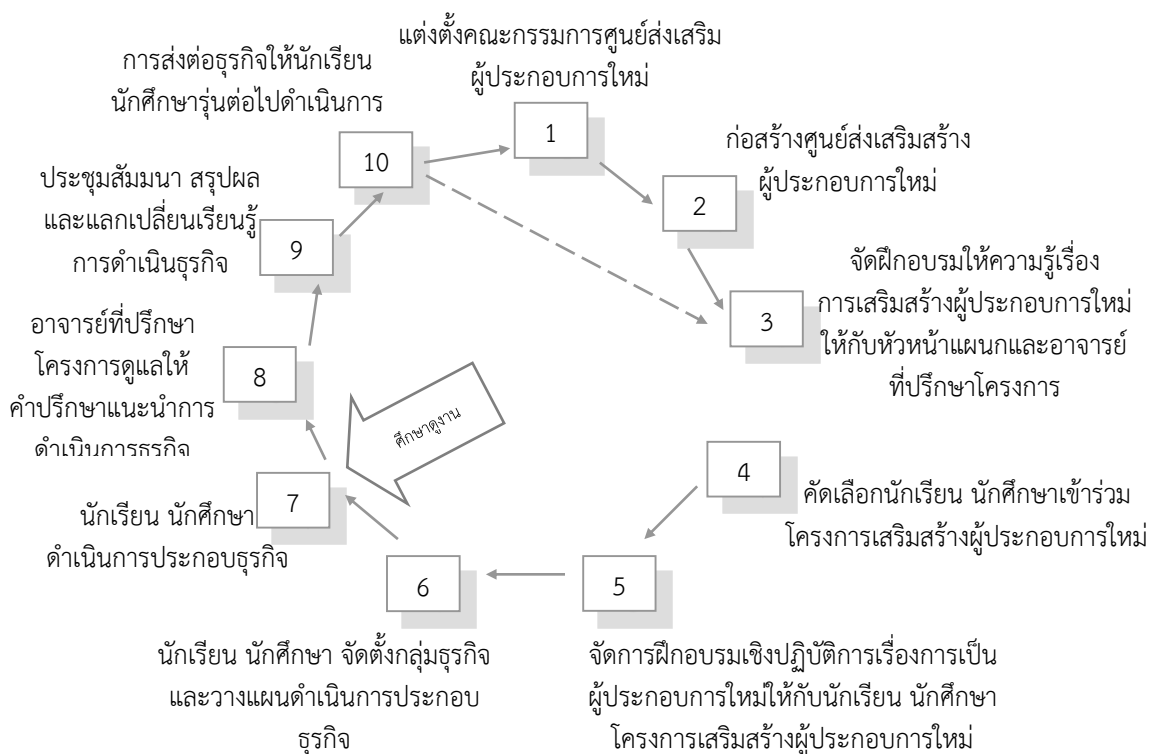 แต่งตั้งคณะกรรมการศูนย์ส่งเสริม
ผู้ประกอบการใหม่
1
ก่อสร้างศูนย์ส่งเสริมสร้าง
ผู้ประกอบการใหม่
2
จัดฝึกอบรมให้ความรู้เรื่อง
การเสริมสร้างผู้ประกอบการใหม่
ให้กับหัวหน้าแผนกและอาจารย์
ที่ปรึกษาโครงการ
3
4
คัดเลือกนักเรียน นักศึกษาเข้าร่วม
โครงการเสริมสร้างผู้ประกอบการใหม่
5
จัดการฝึกอบรมเชิงปฏิบัติการเรื่องการเป็น
ผู้ประกอบการใหม่ให้กับนักเรียน นักศึกษา
โครงการเสริมสร้างผู้ประกอบการใหม่
6
นักเรียน นักศึกษา จัดตั้งกลุ่มธุรกิจ
และวางแผนดำเนินการประกอบ
ธุรกิจ
7
นักเรียน นักศึกษา
ดำเนินการประกอบธุรกิจ
ศึกษาดูงาน
8
อาจารย์ที่ปรึกษา
โครงการดูแลให้
คำปรึกษาแนะนำการ
ดำเนินการธุรกิจ
9
ประชุมสัมมนา สรุปผล
และแลกเปลี่ยนเรียนรู้
การดำเนินธุรกิจ
10
การส่งต่อธุรกิจให้นักเรียน
นักศึกษารุ่นต่อไปดำเนินการ